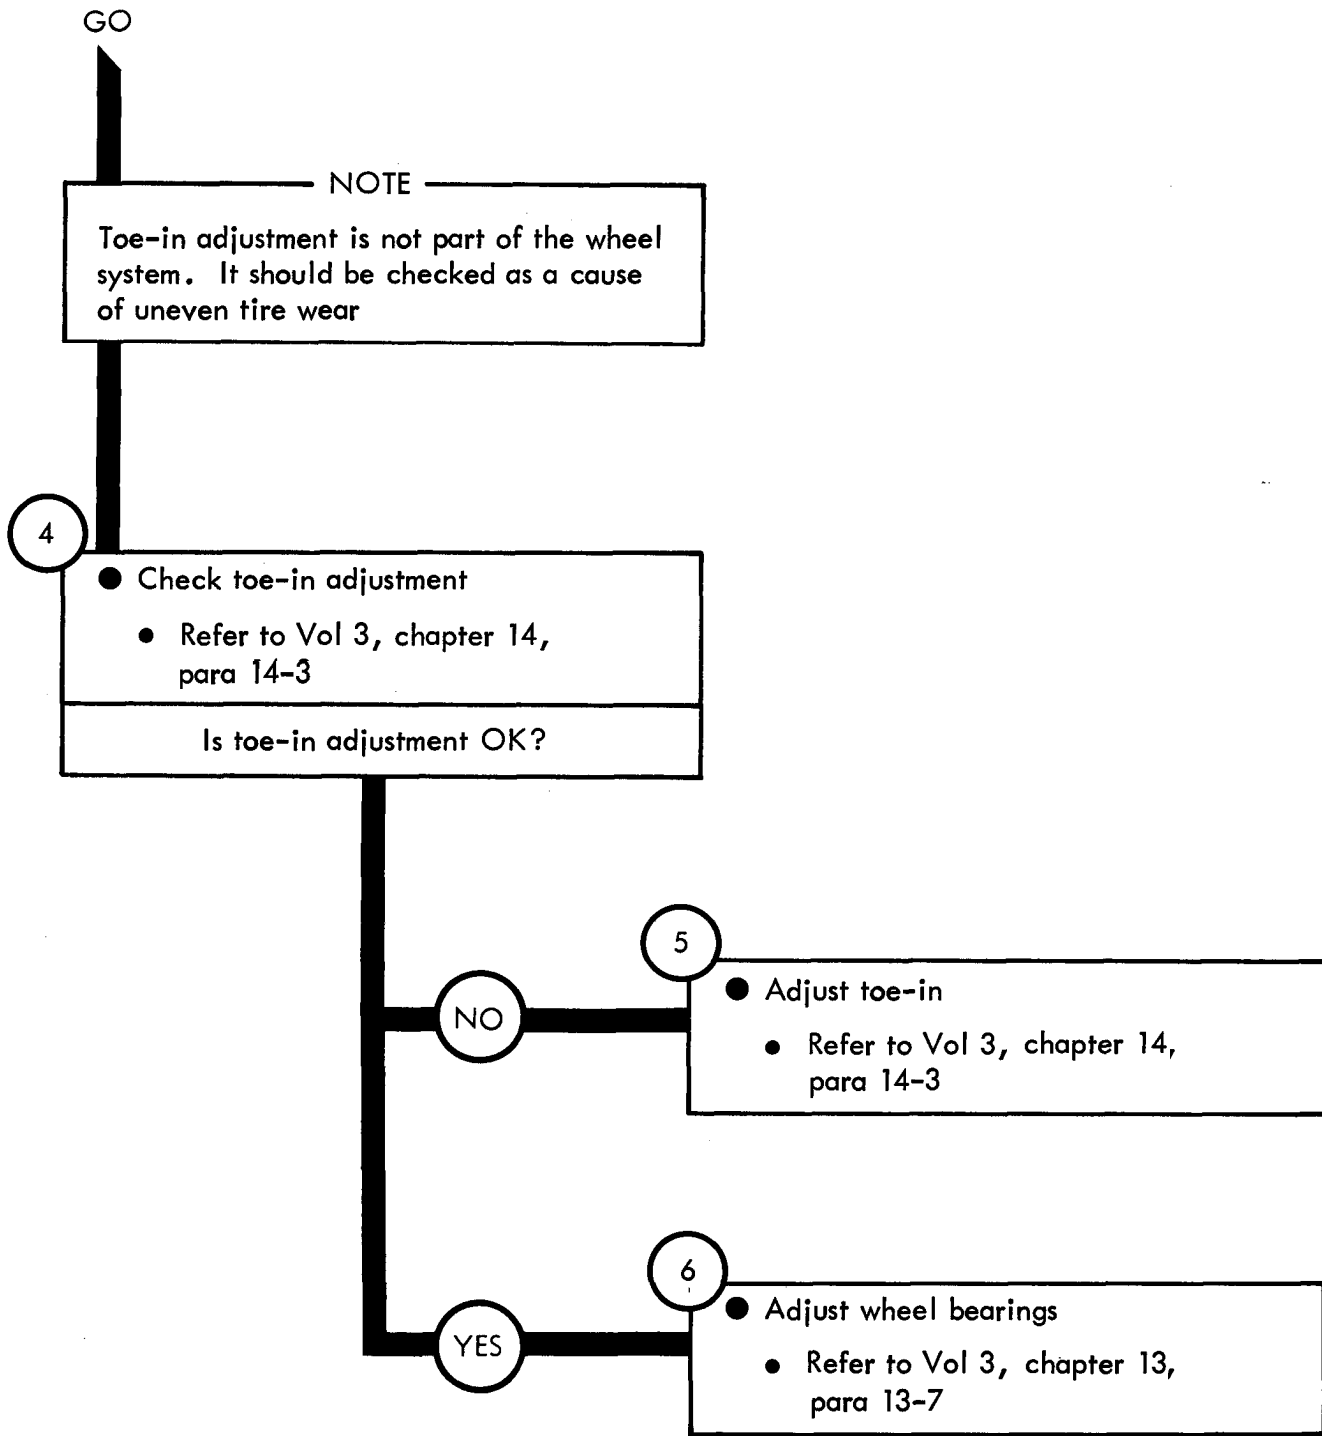 GO
NOTE
Toe-in adjustment is not part of the wheel
system. It should be checked as a cause
of uneven tire wear
4
● Check toe-in adjustment
● Refer to Vol 3, chapter 14,
para 14-3
Is toe-in adjustment OK?
5
● Adjust toe-in
● Refer to Vol 3, chapter 14,
para 14-3
NO
6
● Adjust wheel bearings
● Refer to Vol 3, chapter 13,
para 13-7
YES